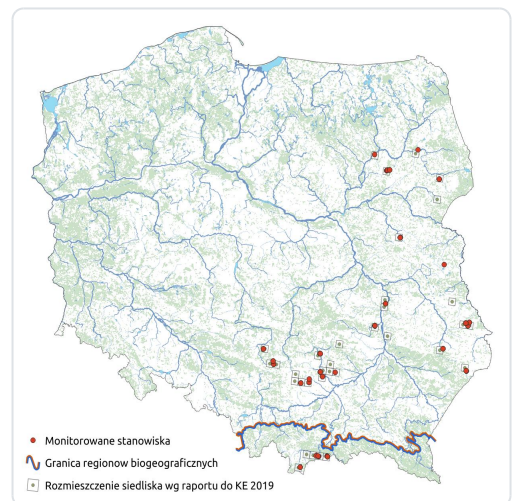 Monitorowane stanowiska
Granica regionow biogeograficznych
Rozmieszczenie siedliska wg raportu do KE 2019